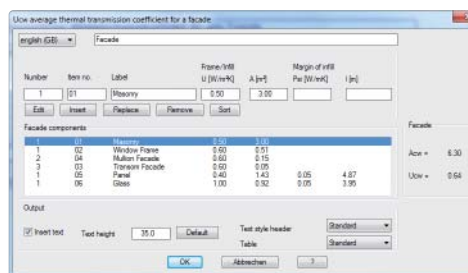 Ucw average thermal transmission coefficient for a facade
english (GB) Facade
Frame/Infill Margin of infill
Number Item no. Label U [W/m²K] A [m²] Psi [W/mK] l [m]
1 01 Masonry 0.50 3.00
Edit Insert Replace Remove Sort
Facade components
1 01 Masonry 0.50 3.00
1 02 Window Frame 0.60 0.51
2 04 Mullion Facade 0.60 0.15
3 03 Transom Facade 0.60 0.05
1 05 Panel 0.40 1.43 0.05 4.87
1 06 Glass 1.00 0.92 0.05 3.95
Facade
Acw = 6.30
Ucw = 0.64
Output
Insert text Text height 35.0 Default Text style header Standard
Table Standard
OK Abbrechen ?